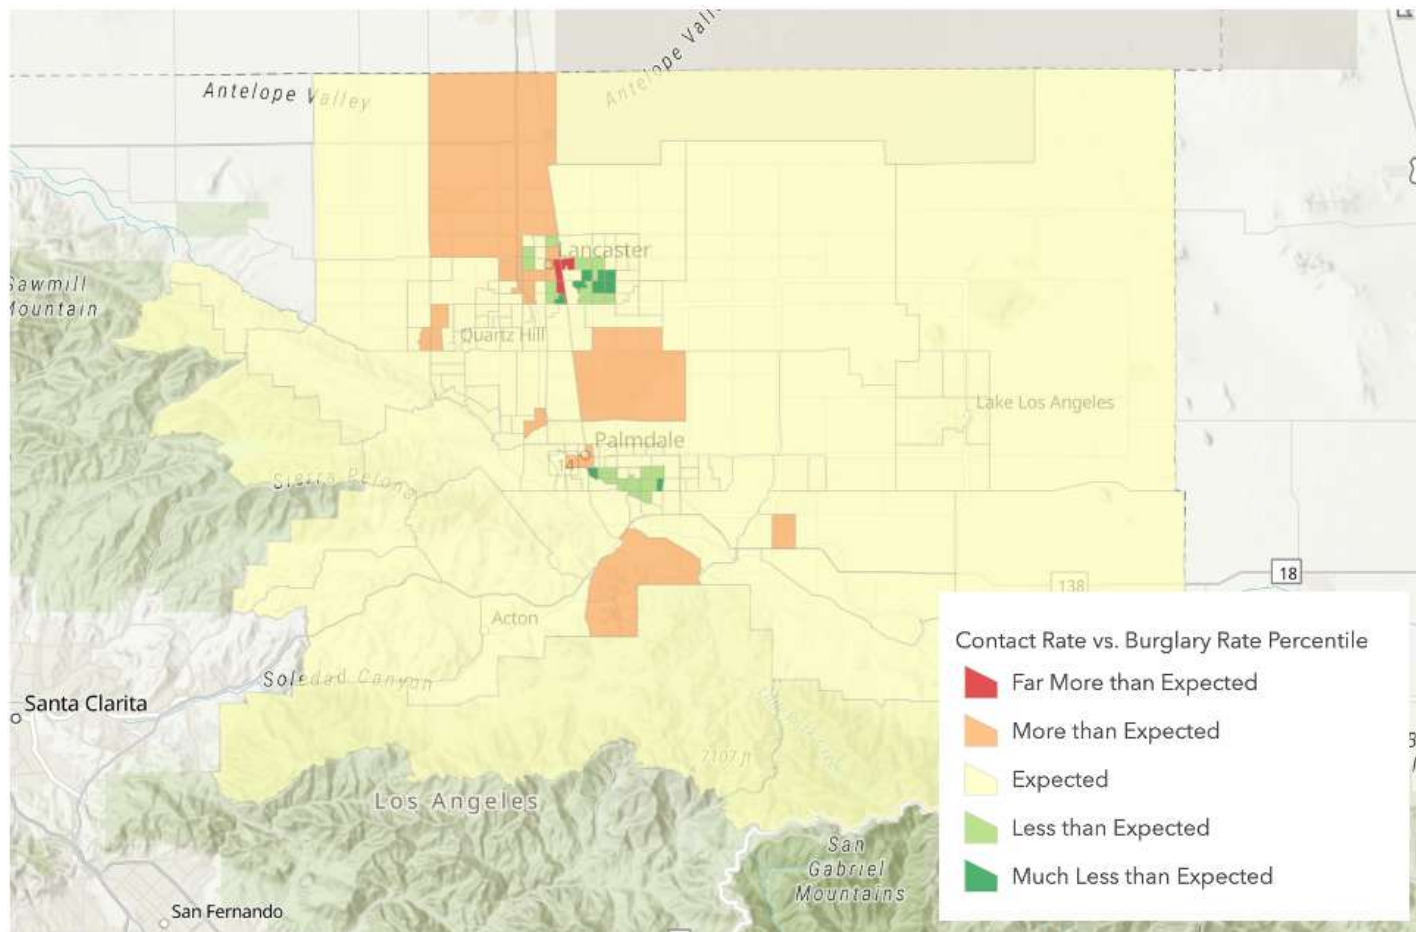 Antelope Valley
Antelope Vall
Lancaster
Sawmill
Mountain
Quartz Hill
Lake Los Angeles
Palmdale
14
Sierra Pelona
18
138
Acton
Soledad Canyon
Santa Clarita
7107 ft
Los Angeles
San
Gabriel
Mountains
San Fernando
Contact Rate vs. Burglary Rate Percentile
Far More than Expected
More than Expected
Expected
Less than Expected
Much Less than Expected